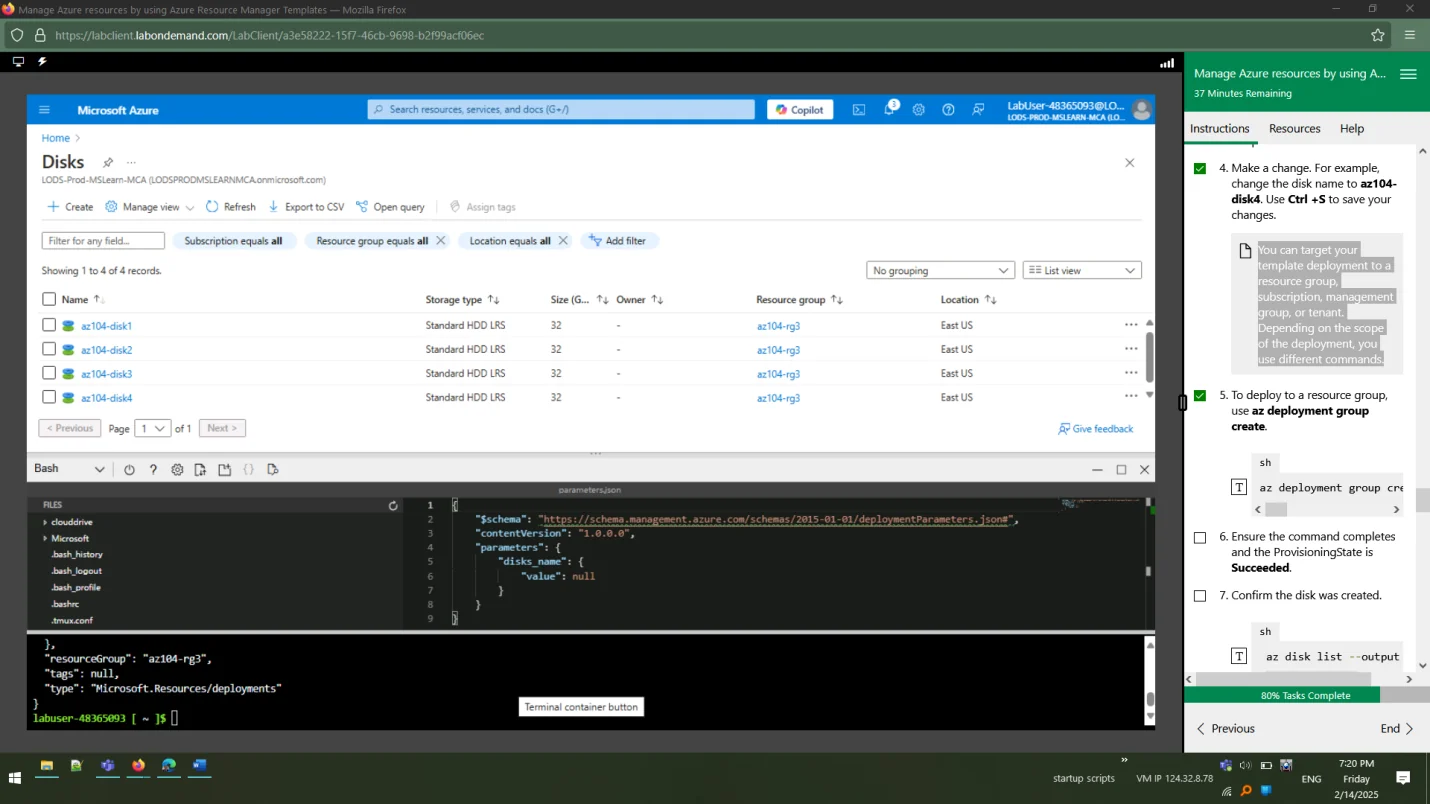 Manage Azure resources by using Azure Resource Manager Templates — Mozilla Firefox
https://labclient.labondemand.com/LabClient/a3e58222-15f7-46cb-9698-b2f99acf06ec
Microsoft Azure
Search resources, services, and docs (G+/)
Copilot
1
LabUser-48365093@LO...
LODS-PROD-MSLEARN-MCA (LO...
Home >
Disks
...
LODS-Prod-MSLearn-MCA (LODSPRODMSLEARNMCA.onmicrosoft.com)
Create
Manage view
Refresh
Export to CSV
Open query
Assign tags
Filter for any field...
Subscription equals all
Resource group equals all
Location equals all
Add filter
Showing 1 to 4 of 4 records.
No grouping
List view
Name
Storage type
Size (G...
Owner
Resource group
Location
az104-disk1 Standard HDD LRS 32 - az104-rg3 East US ...
az104-disk2 Standard HDD LRS 32 - az104-rg3 East US ...
az104-disk3 Standard HDD LRS 32 - az104-rg3 East US ...
az104-disk4 Standard HDD LRS 32 - az104-rg3 East US ...
< Previous
Page 1 of 1
Next >
Give feedback
Bash
?
{}
parameters.json
FILES
clouddrive
Microsoft
.bash_history
.bash_logout
.bash_profile
.bashrc
.tmux.conf
1 {
2 "$schema": "https://schema.management.azure.com/schemas/2015-01-01/deploymentParameters.json#",
3 "contentVersion": "1.0.0.0",
4 "parameters": {
5 "disks_name": {
6 "value": null
7 }
8 }
9 }
},
"resourceGroup": "az104-rg3",
"tags": null,
"type": "Microsoft.Resources/deployments"
}
labuser-48365093 [ ~ ]$
Terminal container button
Manage Azure resources by using A...
37 Minutes Remaining
Instructions
Resources
Help
4. Make a change. For example,
change the disk name to az104-
disk4. Use Ctrl +S to save your
changes.
You can target your
template deployment to a
resource group,
subscription, management
group, or tenant.
Depending on the scope
of the deployment, you
use different commands.
5. To deploy to a resource group,
use az deployment group
create.
sh
T
az deployment group cre
6. Ensure the command completes
and the ProvisioningState is
Succeeded.
7. Confirm the disk was created.
sh
T
az disk list --output
80% Tasks Complete
< Previous
End >
startup scripts
»
VM IP 124.32.8.78
ENG
7:20 PM
Friday
2/14/2025